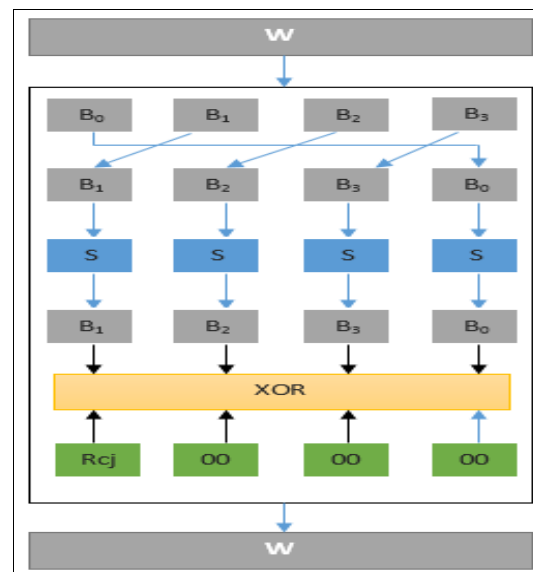 W
B₀ B₁ B₂ B₃
B₁ B₂ B₃ B₀
S S S S
B₁ B₂ B₃ B₀
XOR
Rcj 00 00 00
W